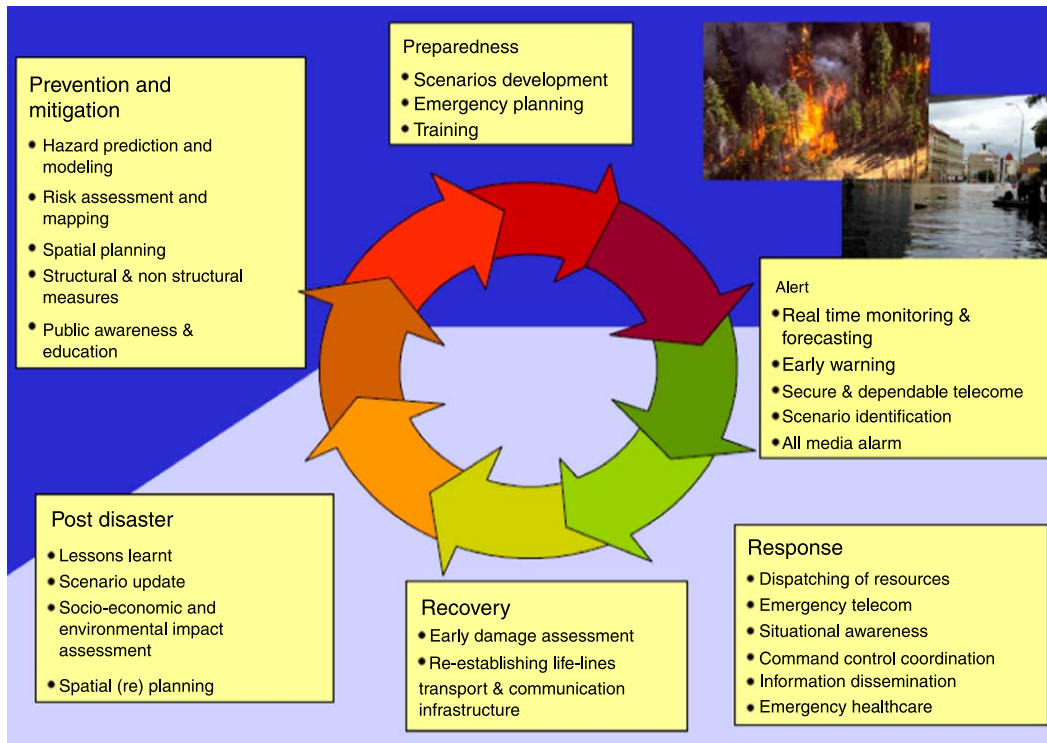 Prevention and
mitigation
• Hazard prediction and
modeling
• Risk assessment and
mapping
• Spatial planning
• Structural & non structural
measures
• Public awareness &
education
Preparedness
• Scenarios development
• Emergency planning
• Training
Alert
• Real time monitoring &
forecasting
• Early warning
• Secure & dependable telecome
• Scenario identification
• All media alarm
Response
• Dispatching of resources
• Emergency telecom
• Situational awareness
• Command control coordination
• Information dissemination
• Emergency healthcare
Recovery
• Early damage assessment
• Re-establishing life-lines
transport & communication
infrastructure
Post disaster
• Lessons learnt
• Scenario update
• Socio-economic and
environmental impact
assessment
• Spatial (re) planning